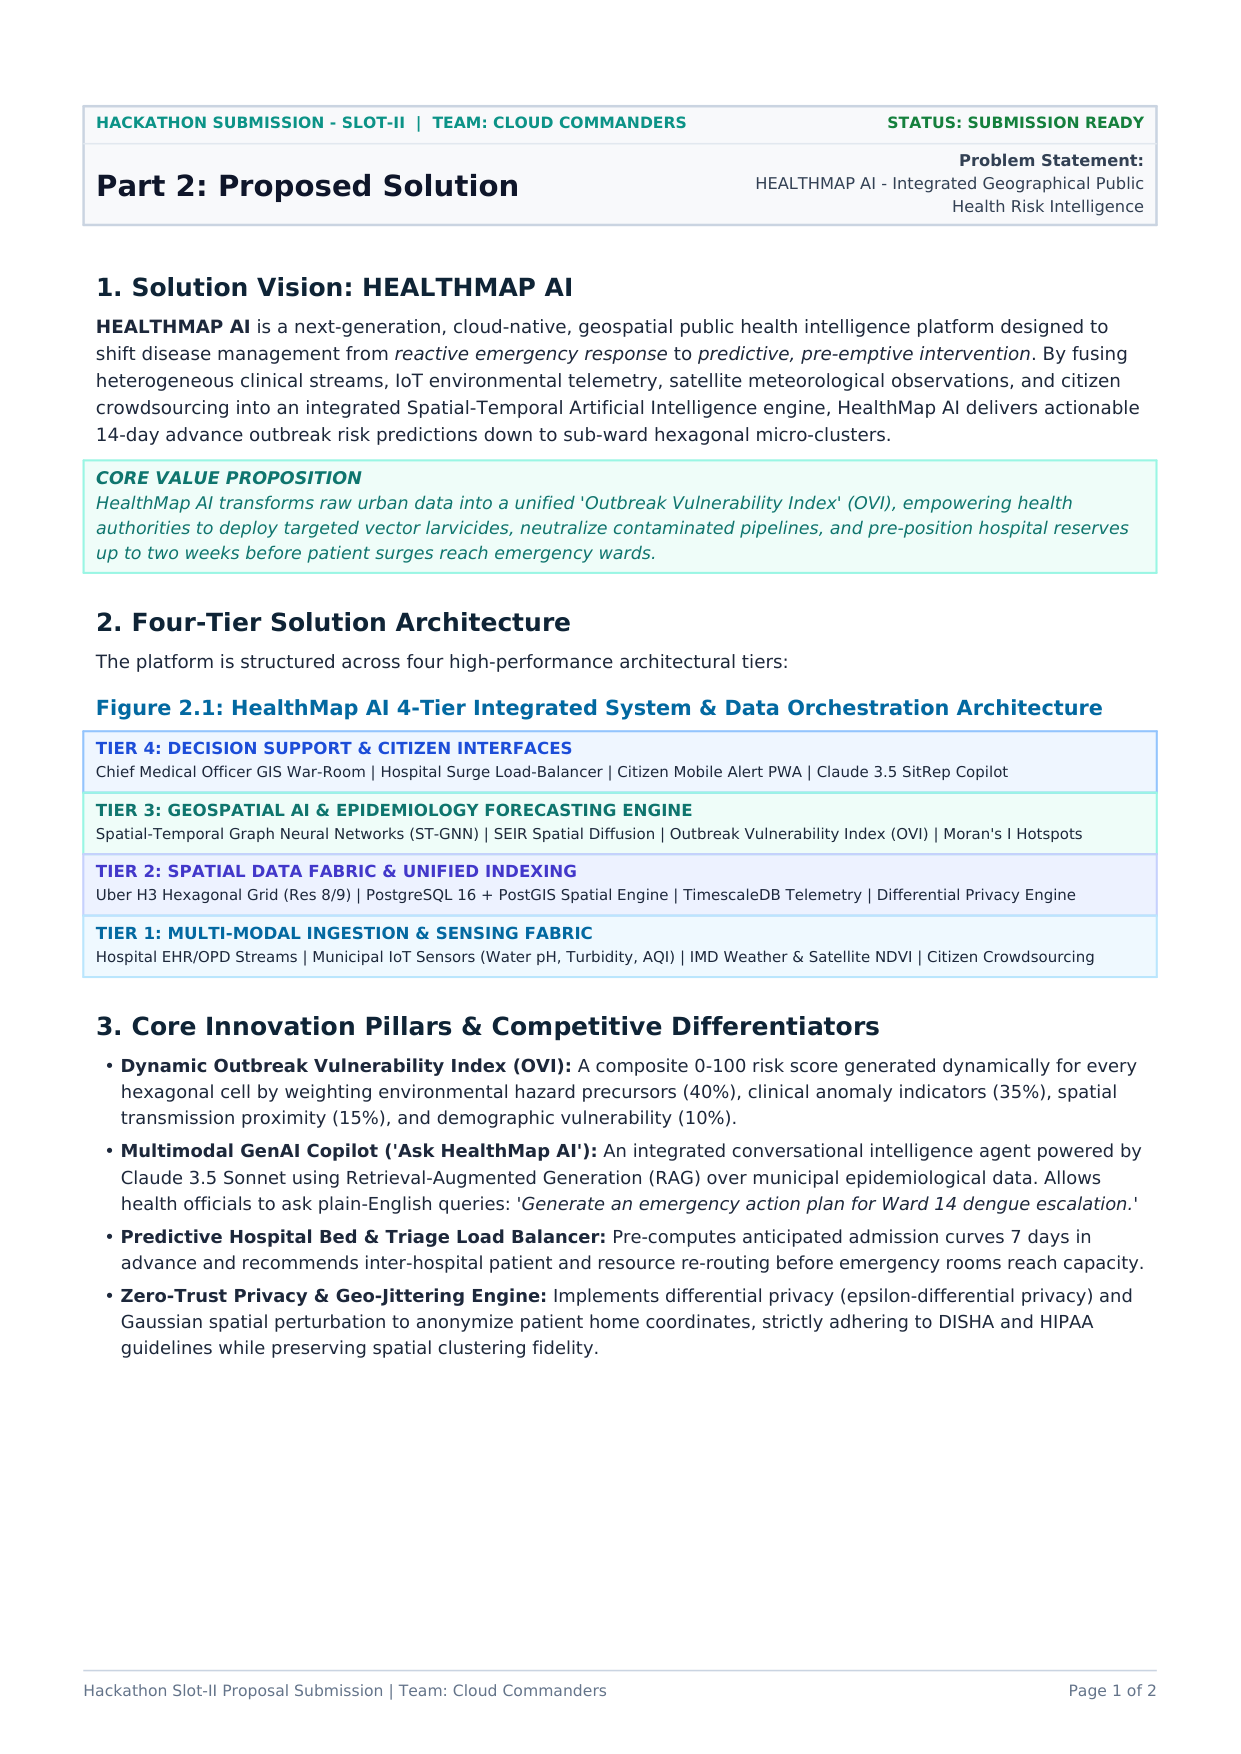 HACKATHON SUBMISSION - SLOT-II | TEAM: CLOUD COMMANDERS
STATUS: SUBMISSION READY
Part 2: Proposed Solution
Problem Statement:
HEALTHMAP AI - Integrated Geographical Public
Health Risk Intelligence
1. Solution Vision: HEALTHMAP AI
HEALTHMAP AI is a next-generation, cloud-native, geospatial public health intelligence platform designed to
shift disease management from reactive emergency response to predictive, pre-emptive intervention. By fusing
heterogeneous clinical streams, IoT environmental telemetry, satellite meteorological observations, and citizen
crowdsourcing into an integrated Spatial-Temporal Artificial Intelligence engine, HealthMap AI delivers actionable
14-day advance outbreak risk predictions down to sub-ward hexagonal micro-clusters.
CORE VALUE PROPOSITION
HealthMap AI transforms raw urban data into a unified 'Outbreak Vulnerability Index' (OVI), empowering health
authorities to deploy targeted vector larvicides, neutralize contaminated pipelines, and pre-position hospital reserves
up to two weeks before patient surges reach emergency wards.
2. Four-Tier Solution Architecture
The platform is structured across four high-performance architectural tiers:
Figure 2.1: HealthMap AI 4-Tier Integrated System & Data Orchestration Architecture
TIER 4: DECISION SUPPORT & CITIZEN INTERFACES
Chief Medical Officer GIS War-Room | Hospital Surge Load-Balancer | Citizen Mobile Alert PWA | Claude 3.5 SitRep Copilot
TIER 3: GEOSPATIAL AI & EPIDEMIOLOGY FORECASTING ENGINE
Spatial-Temporal Graph Neural Networks (ST-GNN) | SEIR Spatial Diffusion | Outbreak Vulnerability Index (OVI) | Moran's I Hotspots
TIER 2: SPATIAL DATA FABRIC & UNIFIED INDEXING
Uber H3 Hexagonal Grid (Res 8/9) | PostgreSQL 16 + PostGIS Spatial Engine | TimescaleDB Telemetry | Differential Privacy Engine
TIER 1: MULTI-MODAL INGESTION & SENSING FABRIC
Hospital EHR/OPD Streams | Municipal IoT Sensors (Water pH, Turbidity, AQI) | IMD Weather & Satellite NDVI | Citizen Crowdsourcing
3. Core Innovation Pillars & Competitive Differentiators
• Dynamic Outbreak Vulnerability Index (OVI): A composite 0-100 risk score generated dynamically for every
hexagonal cell by weighting environmental hazard precursors (40%), clinical anomaly indicators (35%), spatial
transmission proximity (15%), and demographic vulnerability (10%).
• Multimodal GenAI Copilot ('Ask HealthMap AI'): An integrated conversational intelligence agent powered by
Claude 3.5 Sonnet using Retrieval-Augmented Generation (RAG) over municipal epidemiological data. Allows
health officials to ask plain-English queries: 'Generate an emergency action plan for Ward 14 dengue escalation.'
• Predictive Hospital Bed & Triage Load Balancer: Pre-computes anticipated admission curves 7 days in
advance and recommends inter-hospital patient and resource re-routing before emergency rooms reach capacity.
• Zero-Trust Privacy & Geo-Jittering Engine: Implements differential privacy (epsilon-differential privacy) and
Gaussian spatial perturbation to anonymize patient home coordinates, strictly adhering to DISHA and HIPAA
guidelines while preserving spatial clustering fidelity.
Hackathon Slot-II Proposal Submission | Team: Cloud Commanders
Page 1 of 2